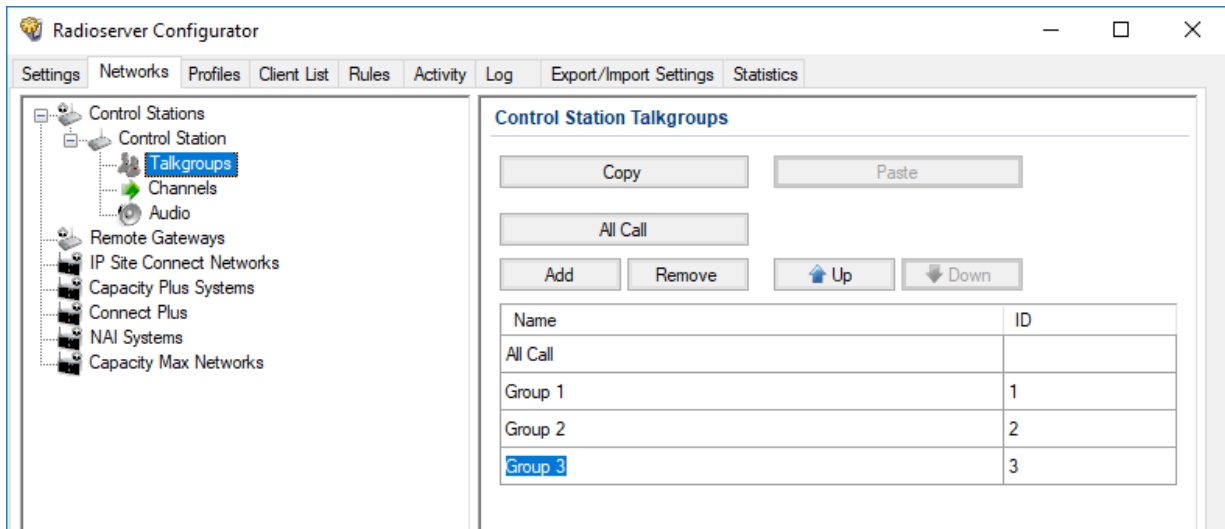 Radioserver Configurator
Settings Networks Profiles Client List Rules Activity Log Export/Import Settings Statistics
Control Stations
Control Station
Talkgroups
Channels
Audio
Remote Gateways
IP Site Connect Networks
Capacity Plus Systems
Connect Plus
NAI Systems
Capacity Max Networks
Control Station Talkgroups
Copy Paste
All Call
Add Remove Up Down
Name ID
All Call
Group 1 1
Group 2 2
Group 3 3